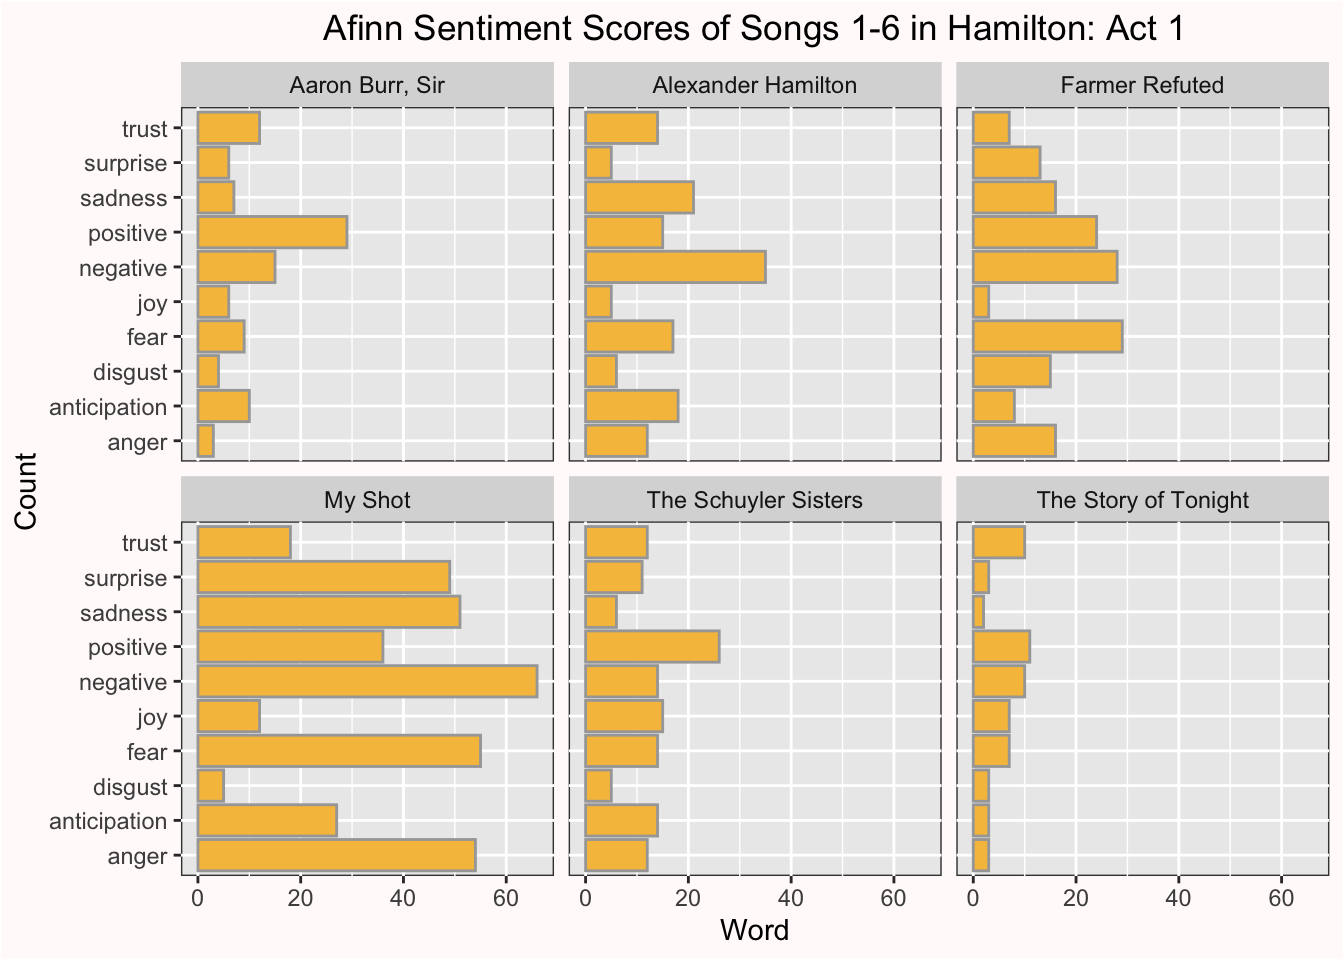 Afinn Sentiment Scores of Songs 1-6 in Hamilton: Act 1
Aaron Burr, Sir
Alexander Hamilton
Farmer Refuted
trust
surprise
sadness
positive
negative
joy
fear
disgust
anticipation
anger
Count
My Shot
The Schuyler Sisters
The Story of Tonight
trust
surprise
sadness
positive
negative
joy
fear
disgust
anticipation
anger
0 20 40 60 0 20 40 60 0 20 40 60
Word